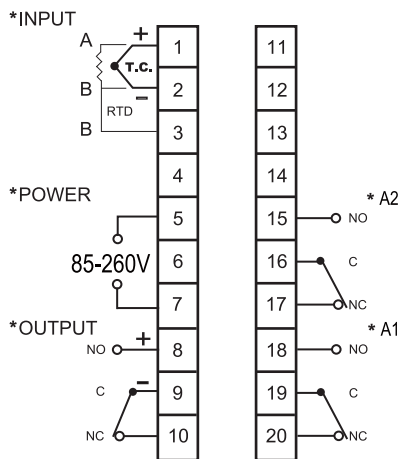 *INPUT
A
+
1
T.C.
B
−
2
RTD
B
3
4
*POWER
5
85-260V
6
7
*OUTPUT
NO
+
8
C
−
9
NC
10
11
12
13
14
* A2
15
NO
16
C
17
NC
* A1
18
NO
19
C
20
NC